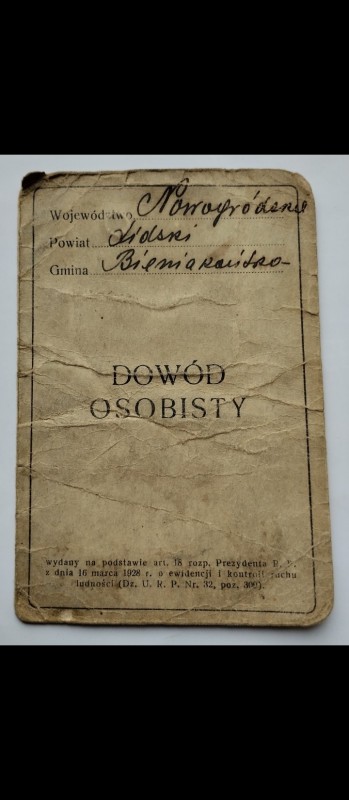 Województwo Nowogródzkie
Powiat Lidski
Gmina Bieniakońska
DOWÓD
OSOBISTY
wydany na podstawie art. 18 rozp. Prezydenta R. P.
z dnia 16 marca 1928 r. o ewidencji i kontroli ruchu
ludności (Dz. U. R. P. Nr. 32, poz. 309).